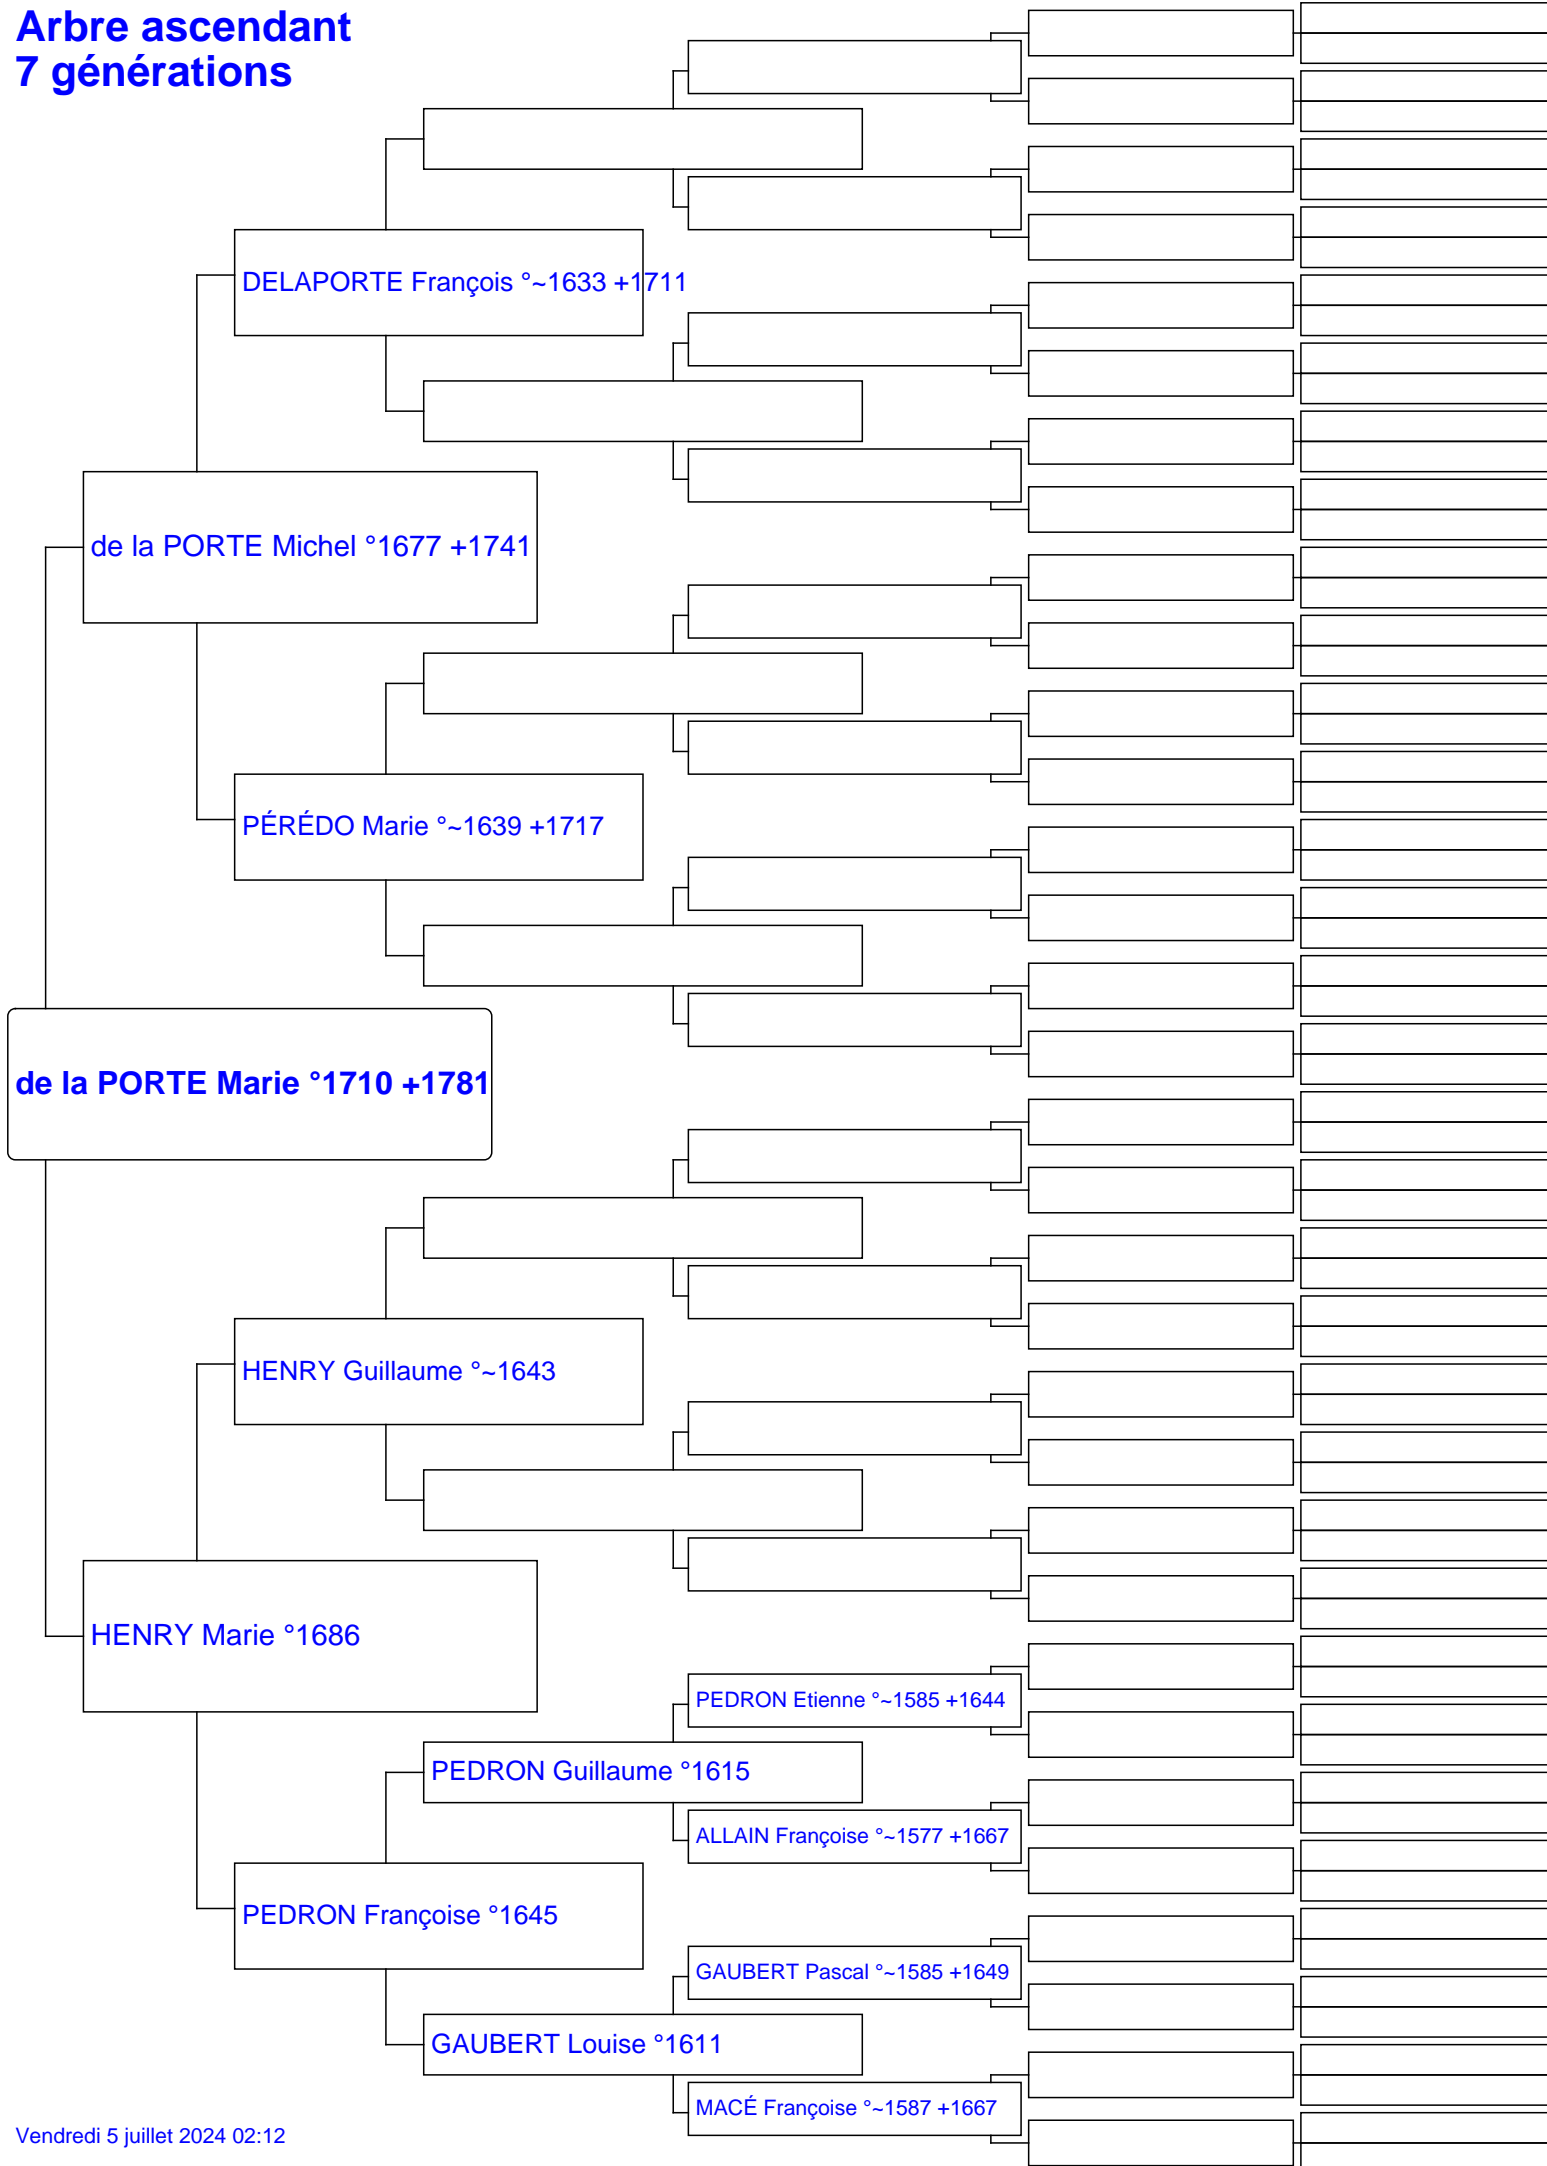 Arbre ascendant
7 générations
DELAPORTE François °~1633 +1711
de la PORTE Michel °1677 +1741
PÉRÉDO Marie °~1639 +1717
de la PORTE Marie °1710 +1781
HENRY Guillaume °~1643
HENRY Marie °1686
PEDRON Etienne °~1585 +1644
PEDRON Guillaume °1615
ALLAIN Françoise °~1577 +1667
PEDRON Françoise °1645
GAUBERT Pascal °~1585 +1649
GAUBERT Louise °1611
MACÉ Françoise °~1587 +1667
Vendredi 5 juillet 2024 02:12